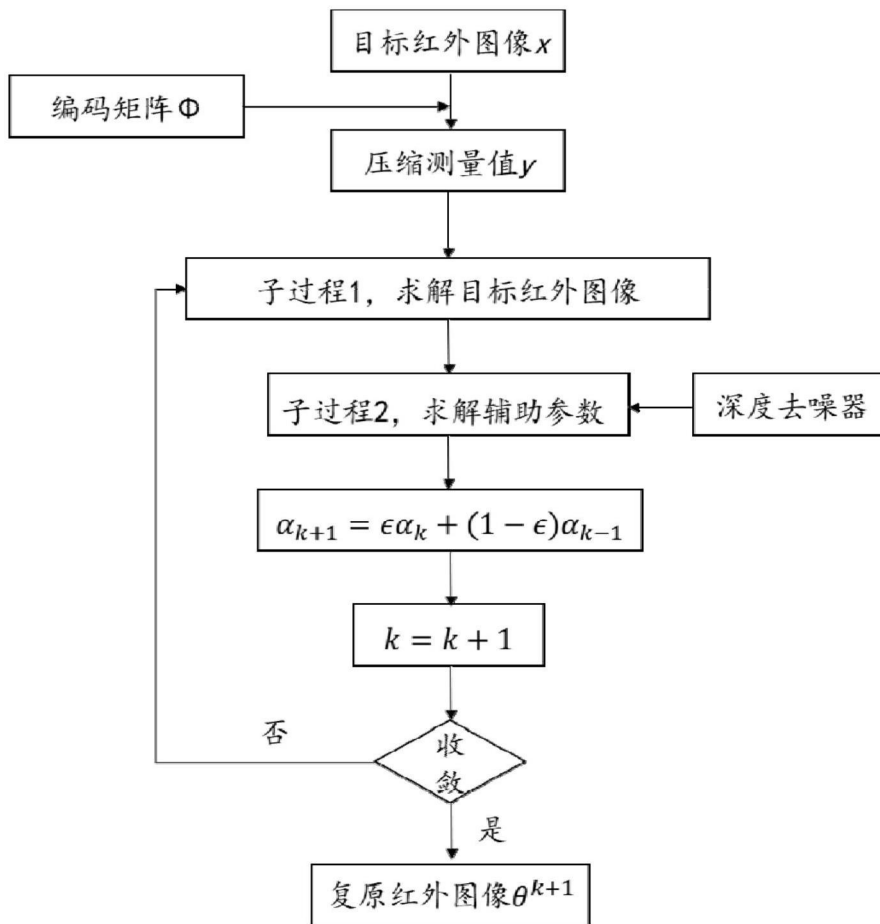 目标红外图像x
编码矩阵Φ
压缩测量值y
子过程1，求解目标红外图像
子过程2，求解辅助参数
深度去噪器
α_{k+1} = ϵα_k + (1 − ϵ)α_{k−1}
k = k + 1
收
敛
否
是
复原红外图像θ^{k+1}